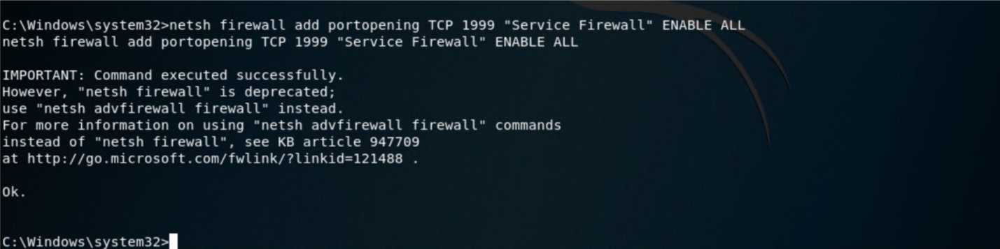 C:\Windows\system32>netsh firewall add portopening TCP 1999 "Service Firewall" ENABLE ALL
netsh firewall add portopening TCP 1999 "Service Firewall" ENABLE ALL
IMPORTANT: Command executed successfully.
However, "netsh firewall" is deprecated;
use "netsh advfirewall firewall" instead.
For more information on using "netsh advfirewall firewall" commands
instead of "netsh firewall", see KB article 947709
at http://go.microsoft.com/fwlink/?linkid=121488 .
Ok.
C:\Windows\system32>